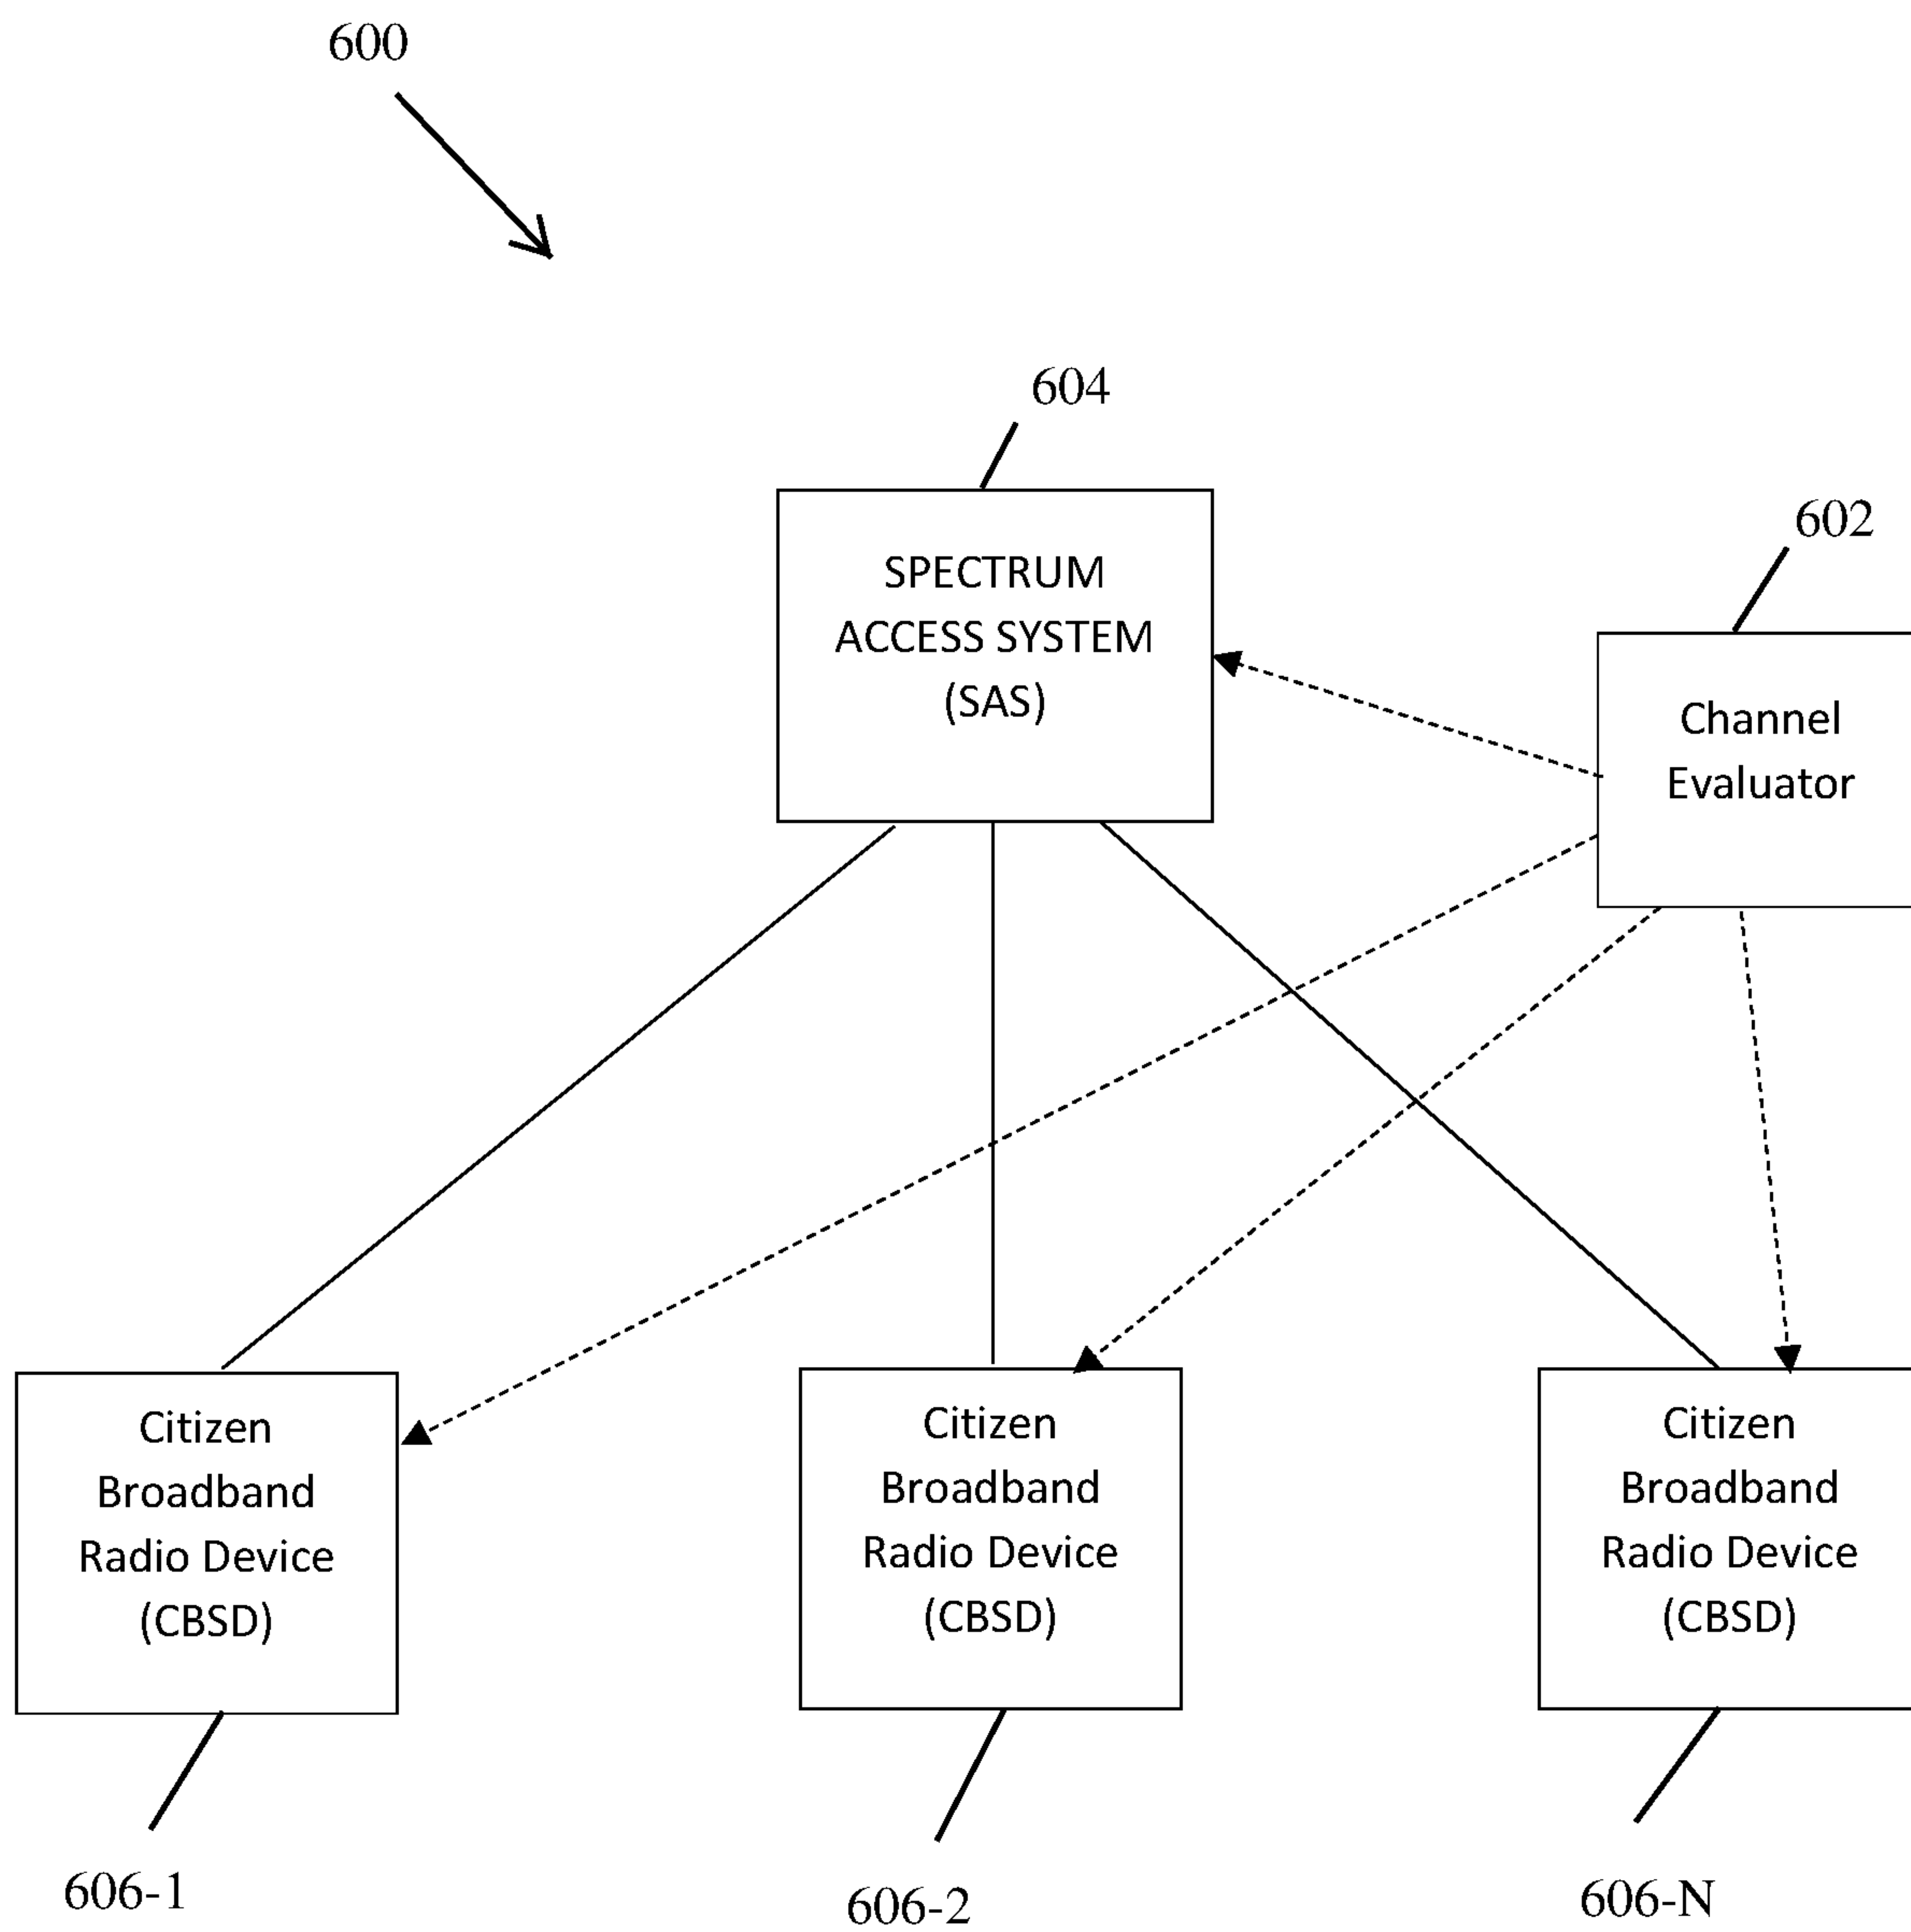 600
604
602
SPECTRUM
ACCESS SYSTEM
(SAS)
Channel
Evaluator
Citizen
Broadband
Radio Device
(CBSD)
Citizen
Broadband
Radio Device
(CBSD)
Citizen
Broadband
Radio Device
(CBSD)
606-1
606-2
606-N